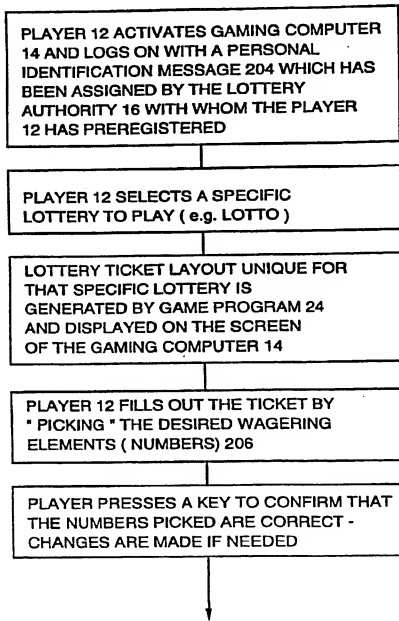 PLAYER 12 ACTIVATES GAMING COMPUTER
14 AND LOGS ON WITH A PERSONAL
IDENTIFICATION MESSAGE 204 WHICH HAS
BEEN ASSIGNED BY THE LOTTERY
AUTHORITY 16 WITH WHOM THE PLAYER
12 HAS PREREGISTERED
PLAYER 12 SELECTS A SPECIFIC
LOTTERY TO PLAY ( e.g. LOTTO )
LOTTERY TICKET LAYOUT UNIQUE FOR
THAT SPECIFIC LOTTERY IS
GENERATED BY GAME PROGRAM 24
AND DISPLAYED ON THE SCREEN
OF THE GAMING COMPUTER 14
PLAYER 12 FILLS OUT THE TICKET BY
" PICKING " THE DESIRED WAGERING
ELEMENTS ( NUMBERS) 206
PLAYER PRESSES A KEY TO CONFIRM THAT
THE NUMBERS PICKED ARE CORRECT -
CHANGES ARE MADE IF NEEDED